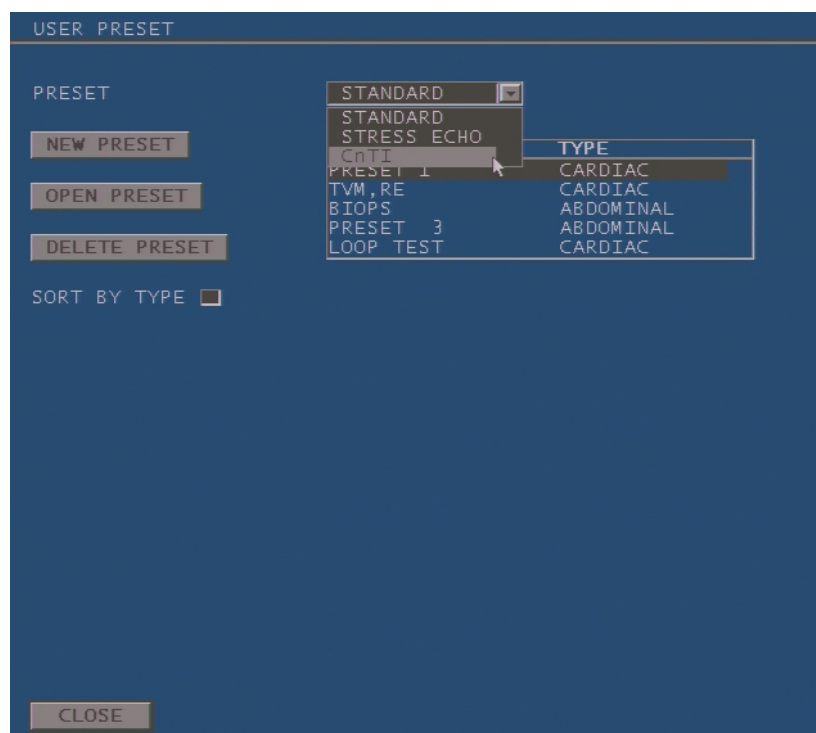 USER PRESET
PRESET
STANDARD
STANDARD
STRESS ECHO
CnTI
NEW PRESET
OPEN PRESET
DELETE PRESET
SORT BY TYPE
TYPE
PRESET 1 CARDIAC
TVM,RE CARDIAC
BIOPS ABDOMINAL
PRESET 3 ABDOMINAL
LOOP TEST CARDIAC
CLOSE